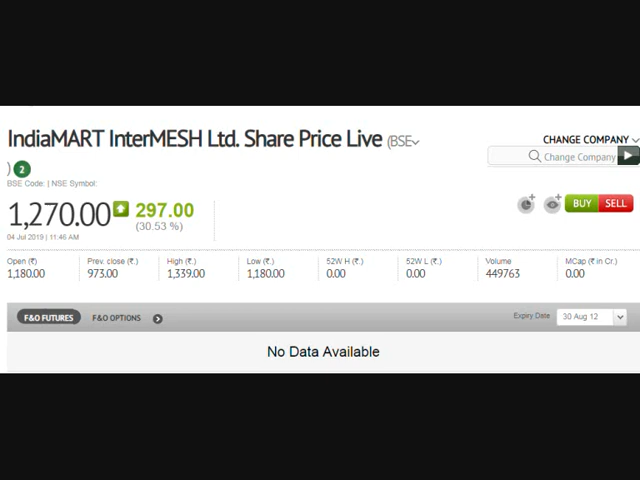 IndiaMART InterMESH Ltd. Share Price Live (BSE
) 2
BSE Code: | NSE Symbol:
CHANGE COMPANY
Change Company
1,270.00 297.00
(30.53 %)
04 Jul 2019 | 11:46 AM
BUY SELL
Open (₹) Prev. close (₹.) High (₹.) Low (₹.) 52W H (₹.) 52W L (₹.) Volume MCap (₹ in Cr.)
1,180.00 973.00 1,339.00 1,180.00 0.00 0.00 449763 0.00
F&O FUTURES F&O OPTIONS Expiry Date 30 Aug 12
No Data Available